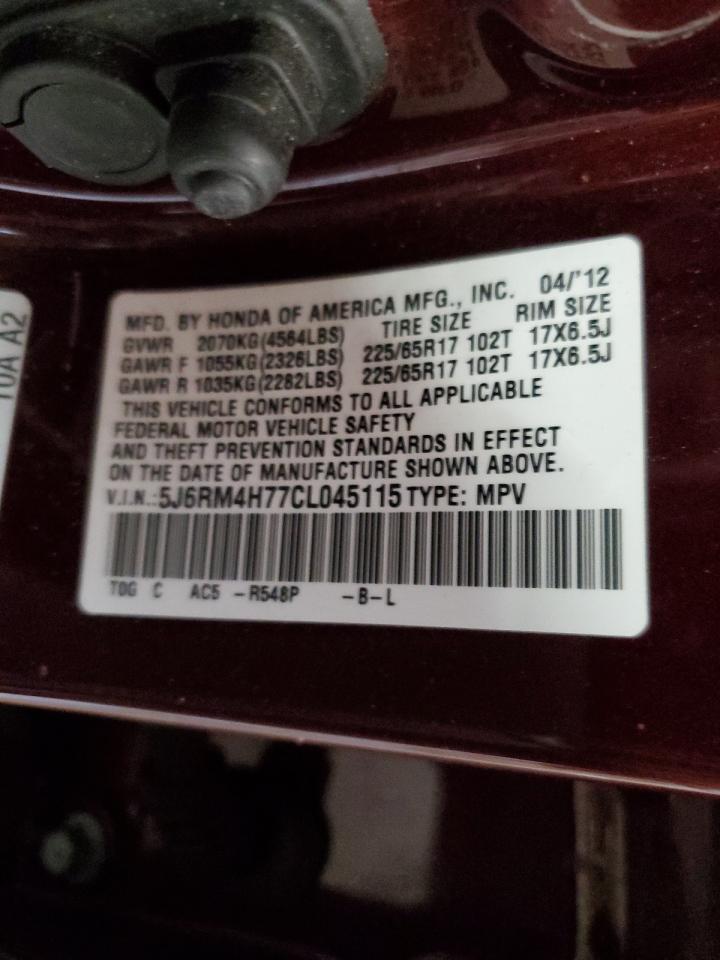 MFD. BY HONDA OF AMERICA MFG., INC. 04/'12
GVWR 2070KG(4564LBS) TIRE SIZE RIM SIZE
GAWR F 1055KG(2326LBS) 225/65R17 102T 17X6.5J
GAWR R 1035KG(2282LBS) 225/65R17 102T 17X6.5J
THIS VEHICLE CONFORMS TO ALL APPLICABLE
FEDERAL MOTOR VEHICLE SAFETY
AND THEFT PREVENTION STANDARDS IN EFFECT
ON THE DATE OF MANUFACTURE SHOWN ABOVE.
V.I.N.:5J6RM4H77CL045115 TYPE: MPV
T0G C AC5 -R548P -B-L
10A A2